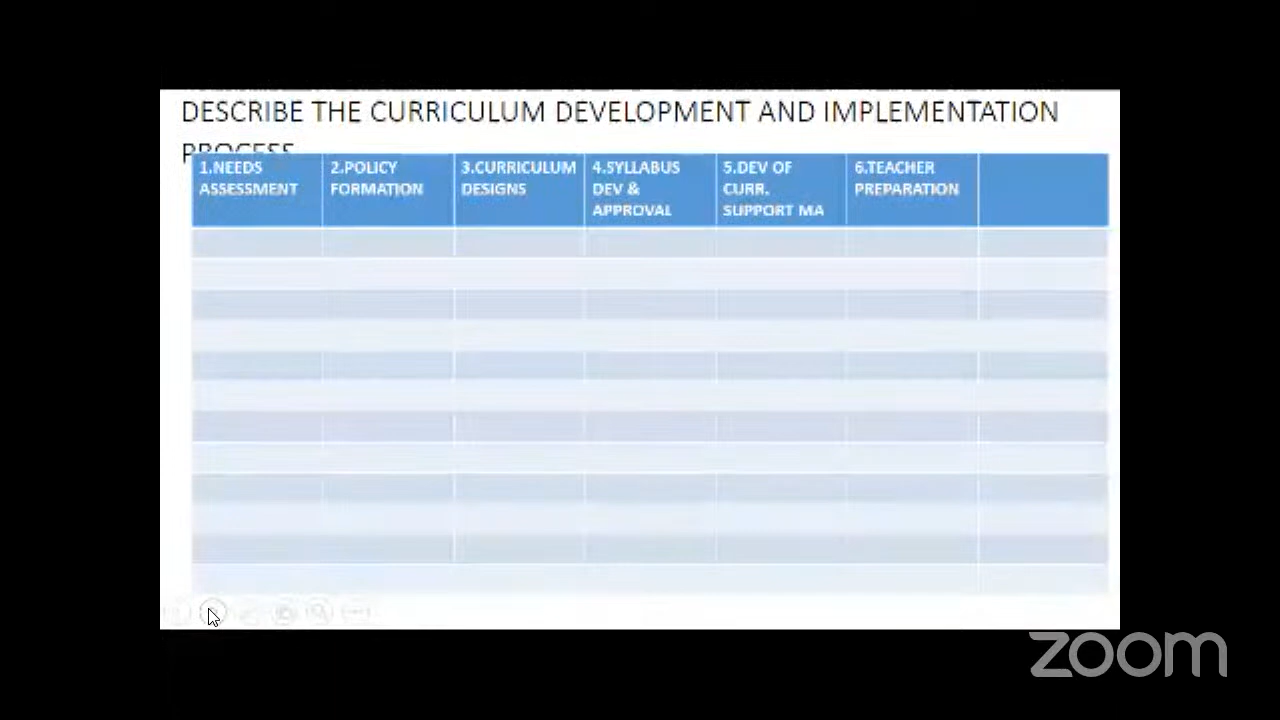 DESCRIBE THE CURRICULUM DEVELOPMENT AND IMPLEMENTATION
PROCESS
1.NEEDS
ASSESSMENT
2.POLICY
FORMATION
3.CURRICULUM
DESIGNS
4.SYLLABUS
DEV &
APPROVAL
5.DEV OF
CURR.
SUPPORT MA
6.TEACHER
PREPARATION
zoom